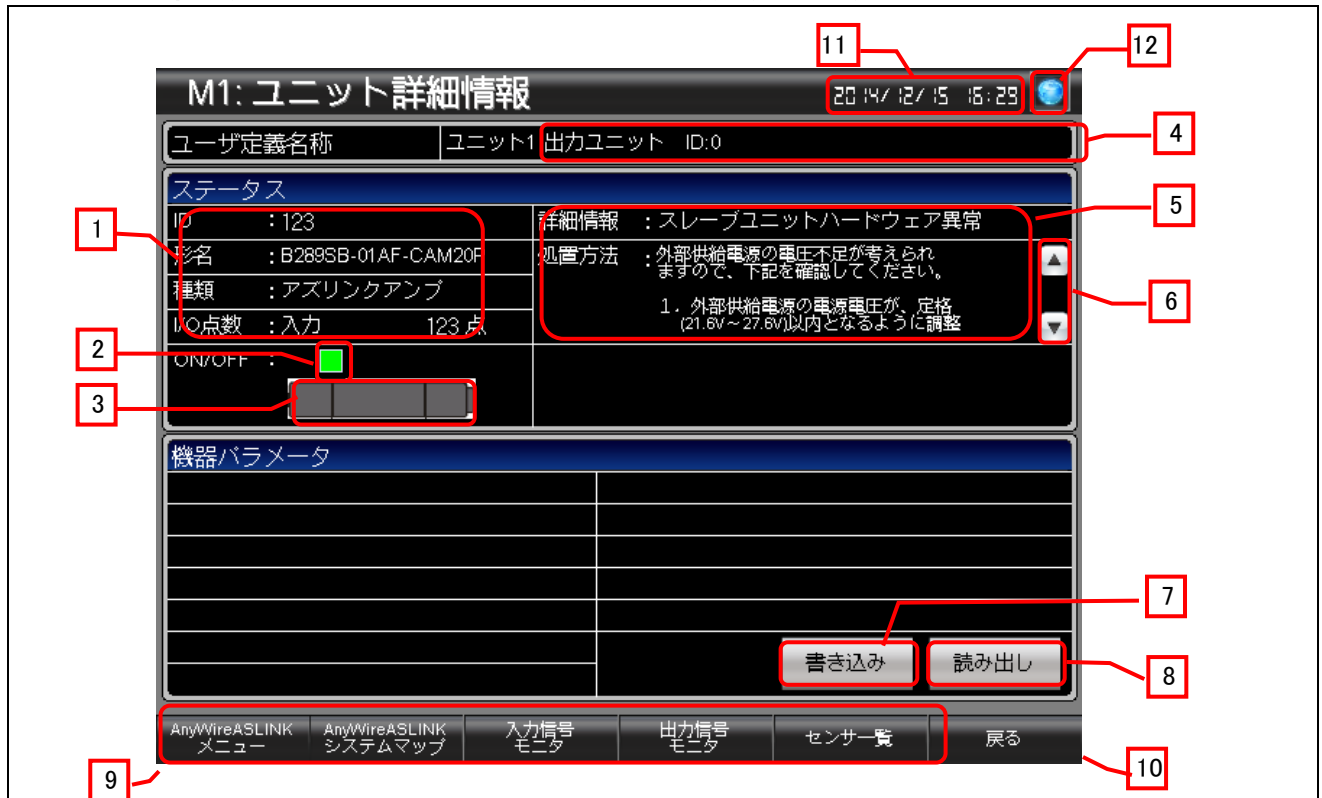 11
12
M1: ユニット詳細情報
2014/12/15 16:29
ユーザ定義名称
ユニット1 出力ユニット ID:0
4
ステータス
5
1
ID :123
詳細情報 :スレーブユニットハードウェア異常
形名 :B289SB-01AF-CAM20F
処置方法 :外部供給電源の電圧不足が考えられ
ますので、下記を確認してください。
6
種類 :アズリンクアンプ
1．外部供給電源の電源電圧が、定格
I/O点数 :入力 123 点
(21.6V～27.6V)以内となるように調整
2
ON/OFF :
3
機器パラメータ
7
書き込み
読み出し
8
AnyWireASLINK
メニュー
AnyWireASLINK
システムマップ
入力信号
モニタ
出力信号
モニタ
センサ一覧
戻る
9
10